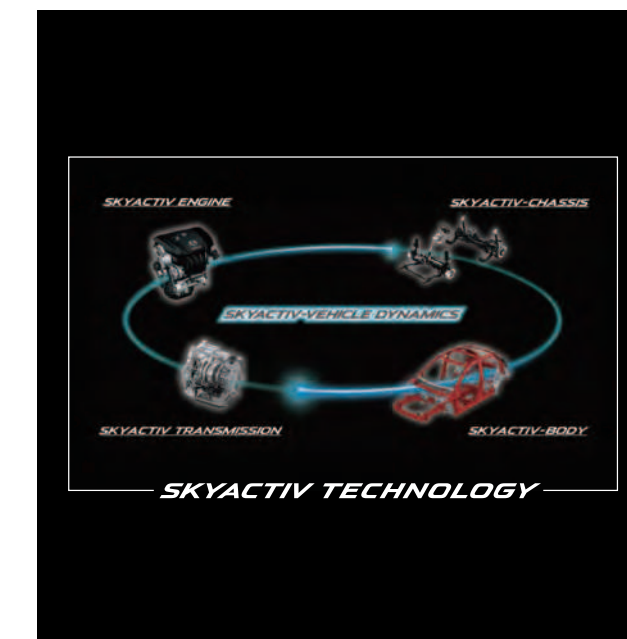 SKYACTIV ENGINE
SKYACTIV-CHASSIS
SKYACTIV-VEHICLE DYNAMICS
SKYACTIV TRANSMISSION
SKYACTIV-BODY
SKYACTIV TECHNOLOGY